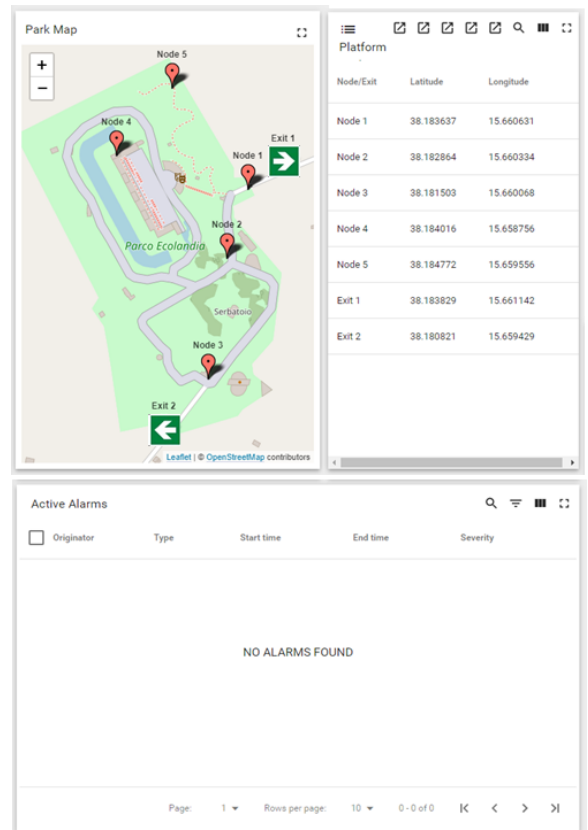 Park Map
+
−
Node 5
Node 4
Exit 1
Node 1
Node 2
Parco Ecolandia
Serbatoio
Node 3
Exit 2
Leaflet | © OpenStreetMap contributors
Platform
Node/Exit Latitude Longitude
Node 1 38.183637 15.660631
Node 2 38.182864 15.660334
Node 3 38.181503 15.660068
Node 4 38.184016 15.658756
Node 5 38.184772 15.659556
Exit 1 38.183829 15.661142
Exit 2 38.180821 15.659429
Active Alarms
Originator Type Start time End time Severity
NO ALARMS FOUND
Page: 1 Rows per page: 10 0 - 0 of 0